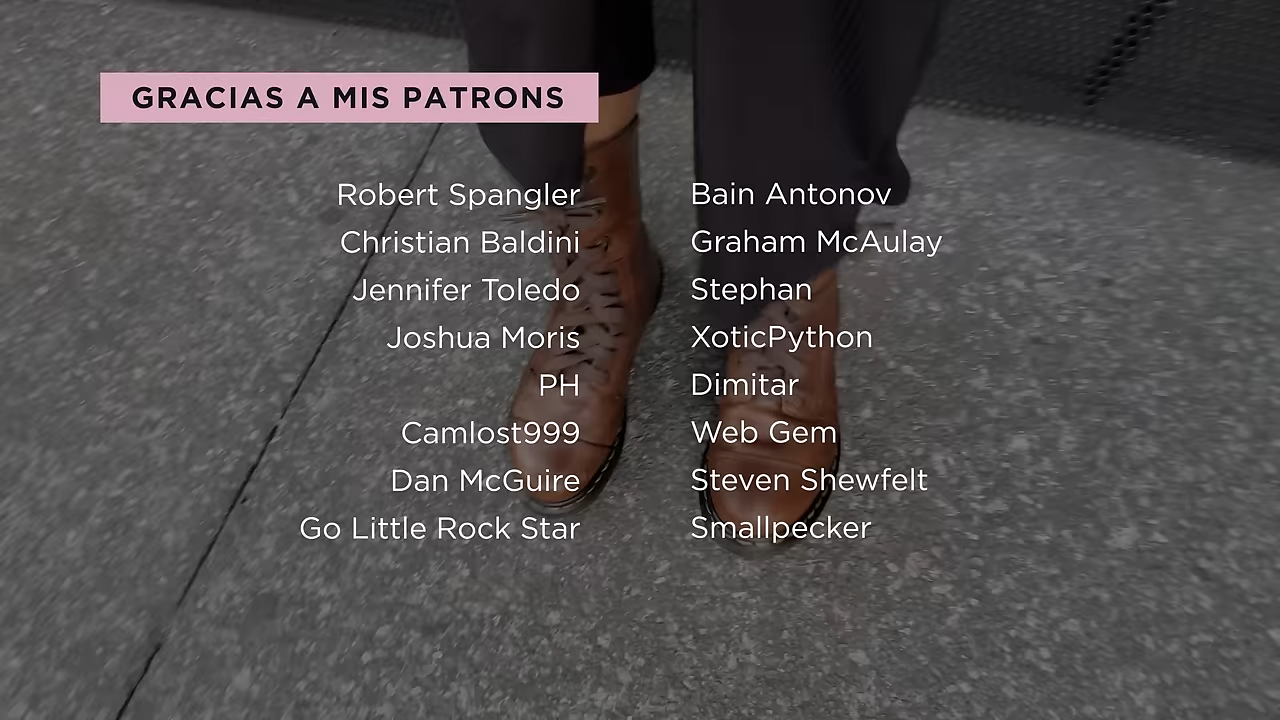 GRACIAS A MIS PATRONS
Robert Spangler
Christian Baldini
Jennifer Toledo
Joshua Moris
PH
Camlost999
Dan McGuire
Go Little Rock Star
Bain Antonov
Graham McAulay
Stephan
XoticPython
Dimitar
Web Gem
Steven Shewfelt
Smallpecker